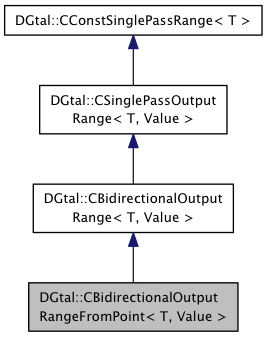 DGtal::CConstSinglePassRange< T >
DGtal::CSinglePassOutput
Range< T, Value >
DGtal::CBidirectionalOutput
Range< T, Value >
DGtal::CBidirectionalOutput
RangeFromPoint< T, Value >